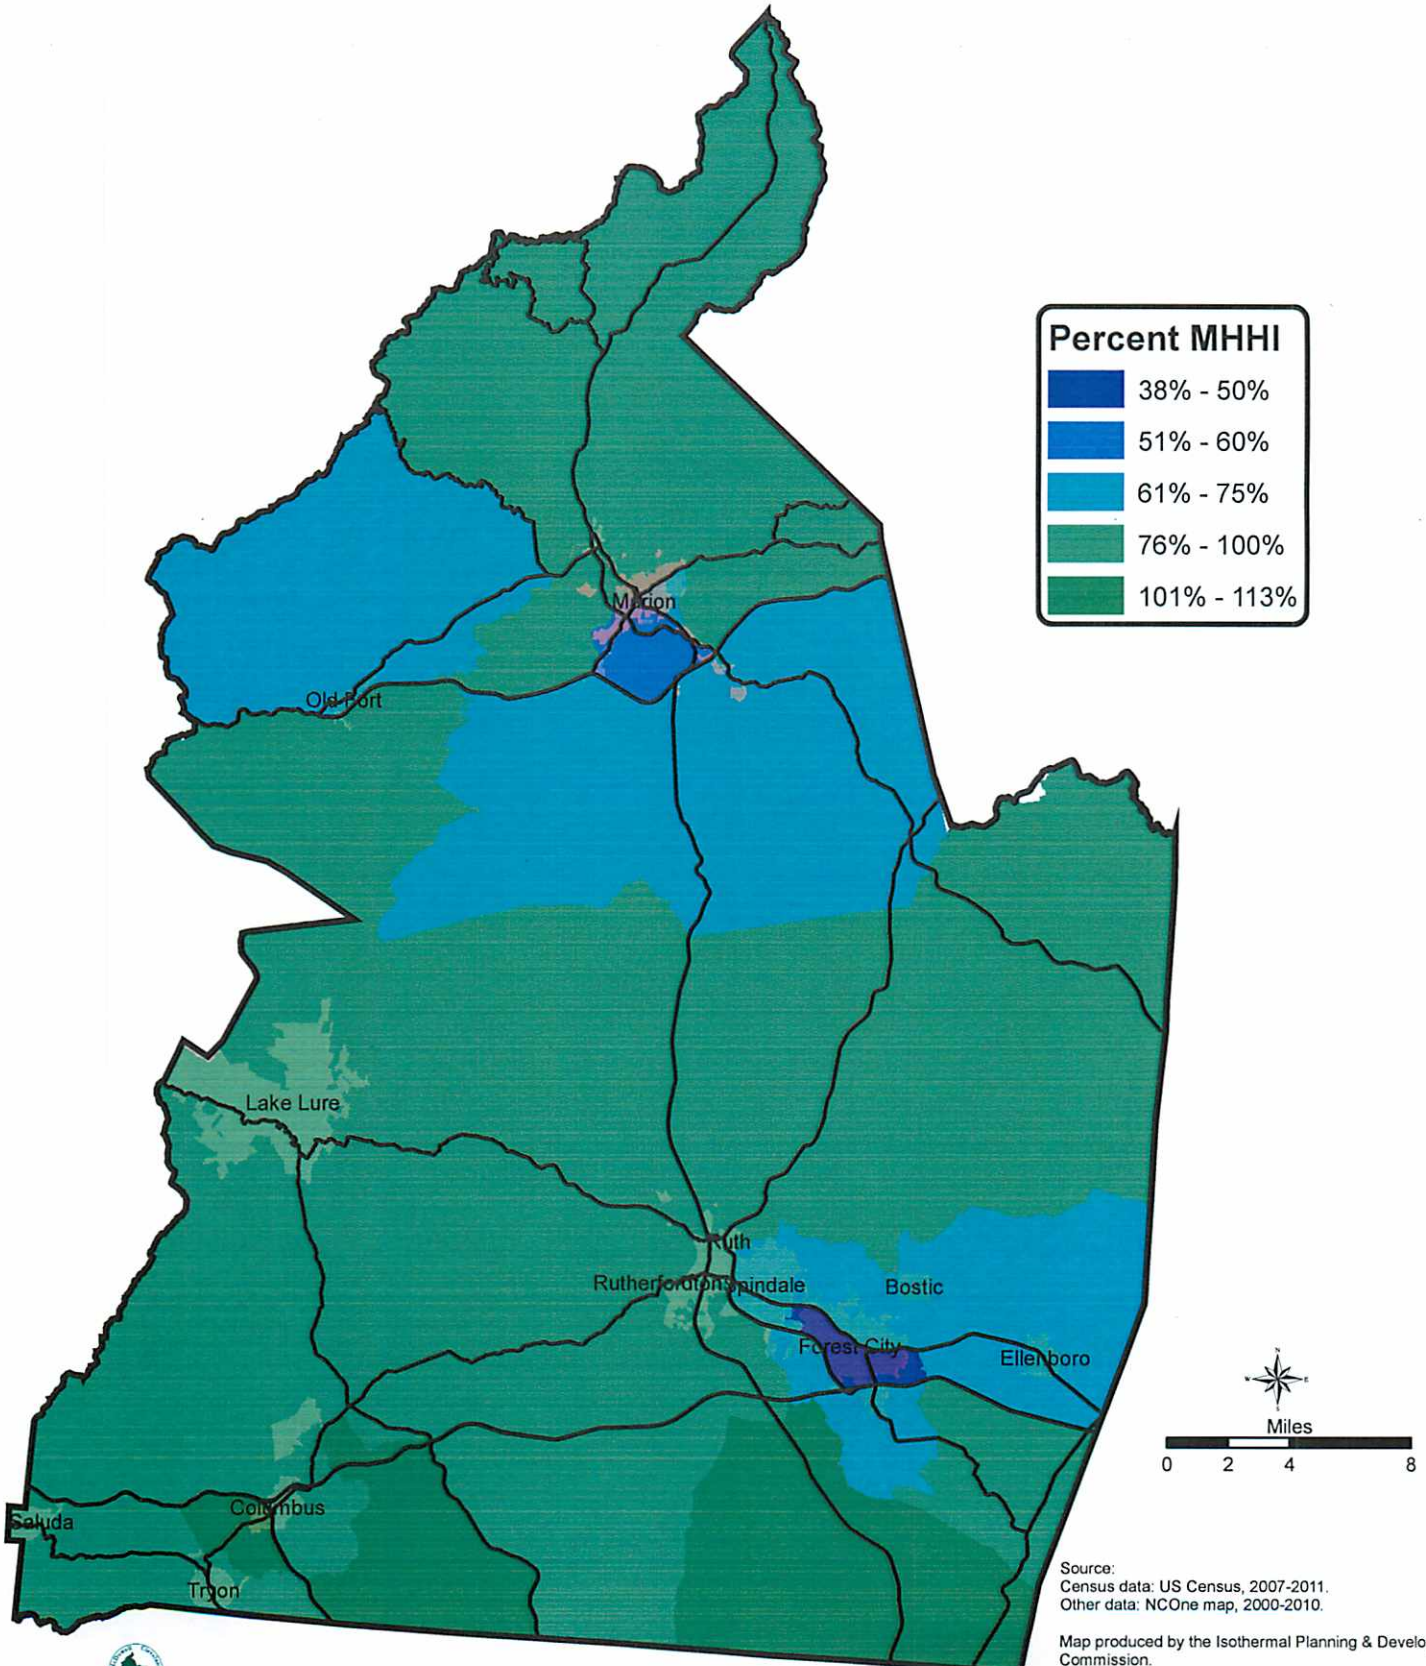 Percent MHHI
38% - 50%
51% - 60%
61% - 75%
76% - 100%
101% - 113%
Marion
Old Fort
Lake Lure
Ruth
Rutherfordton Spindale
Bostic
Forest City
Ellenboro
N
W E
S
Miles
0 2 4 8
Columbus
Saluda
Tryon
Source:
Census data: US Census, 2007-2011.
Other data: NCOne map, 2000-2010.
Map produced by the Isothermal Planning & Develo
Commission.